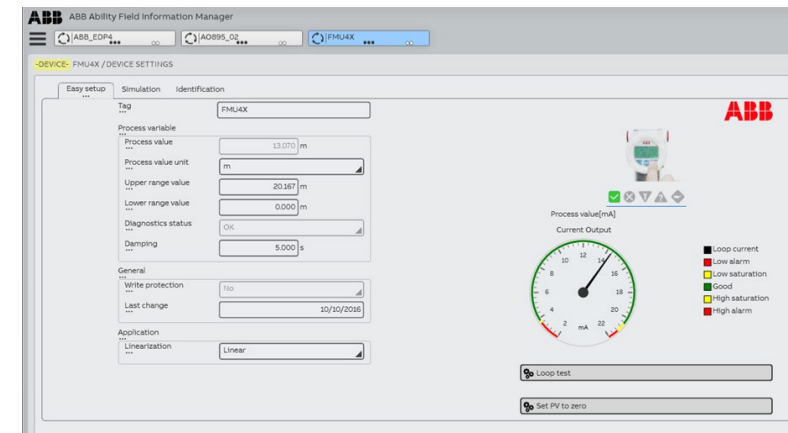 ABB ABB Ability Field Information Manager
ABB_EDP4 AO895_02 FMU4X
-DEVICE- FMU4X / DEVICE SETTINGS
Easy setup Simulation Identification
Tag FMU4X
ABB
Process variable
Process value 13.070 m
Process value unit m
Upper range value 20.167 m
Lower range value 0.000 m
Diagnostics status OK
Damping 5.000 s
General
Write protection No
Last change 10/10/2016
Application
Linearization Linear
Process value[mA]
Current Output
2 4 6 8 10 12 14 16 18 20 22
mA
Loop current
Low alarm
Low saturation
Good
High saturation
High alarm
Loop test
Set PV to zero